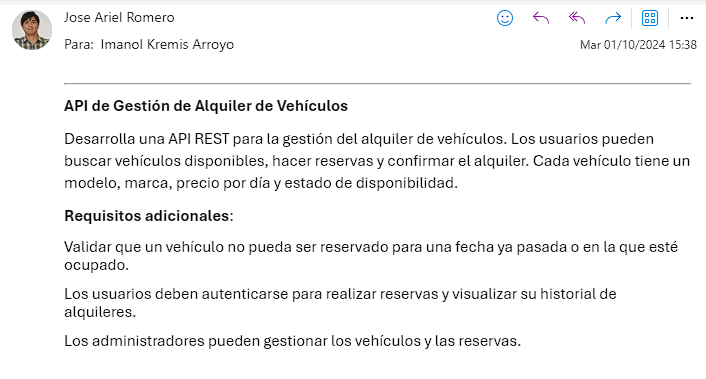 Jose Ariel Romero
Para: Imanol Kremis Arroyo
Mar 01/10/2024 15:38
API de Gestión de Alquiler de Vehículos
Desarrolla una API REST para la gestión del alquiler de vehículos. Los usuarios pueden
buscar vehículos disponibles, hacer reservas y confirmar el alquiler. Cada vehículo tiene un
modelo, marca, precio por día y estado de disponibilidad.
Requisitos adicionales:
Validar que un vehículo no pueda ser reservado para una fecha ya pasada o en la que esté
ocupado.
Los usuarios deben autenticarse para realizar reservas y visualizar su historial de
alquileres.
Los administradores pueden gestionar los vehículos y las reservas.